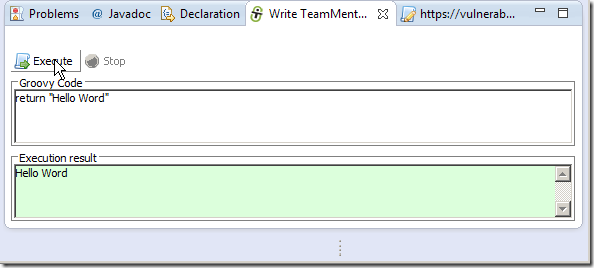 Problems @ Javadoc Declaration Write TeamMent... https://vulnerab...
Execute Stop
Groovy Code
return "Hello Word"
Execution result
Hello Word